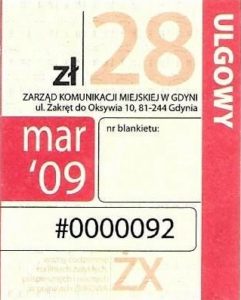 zł 28
ULGOWY
ZARZĄD KOMUNIKACJI MIEJSKIEJ W GDYNI
ul. Zakręt do Oksywia 10, 81-244 Gdynia
mar
'09
nr blankietu:
#0000092
żx